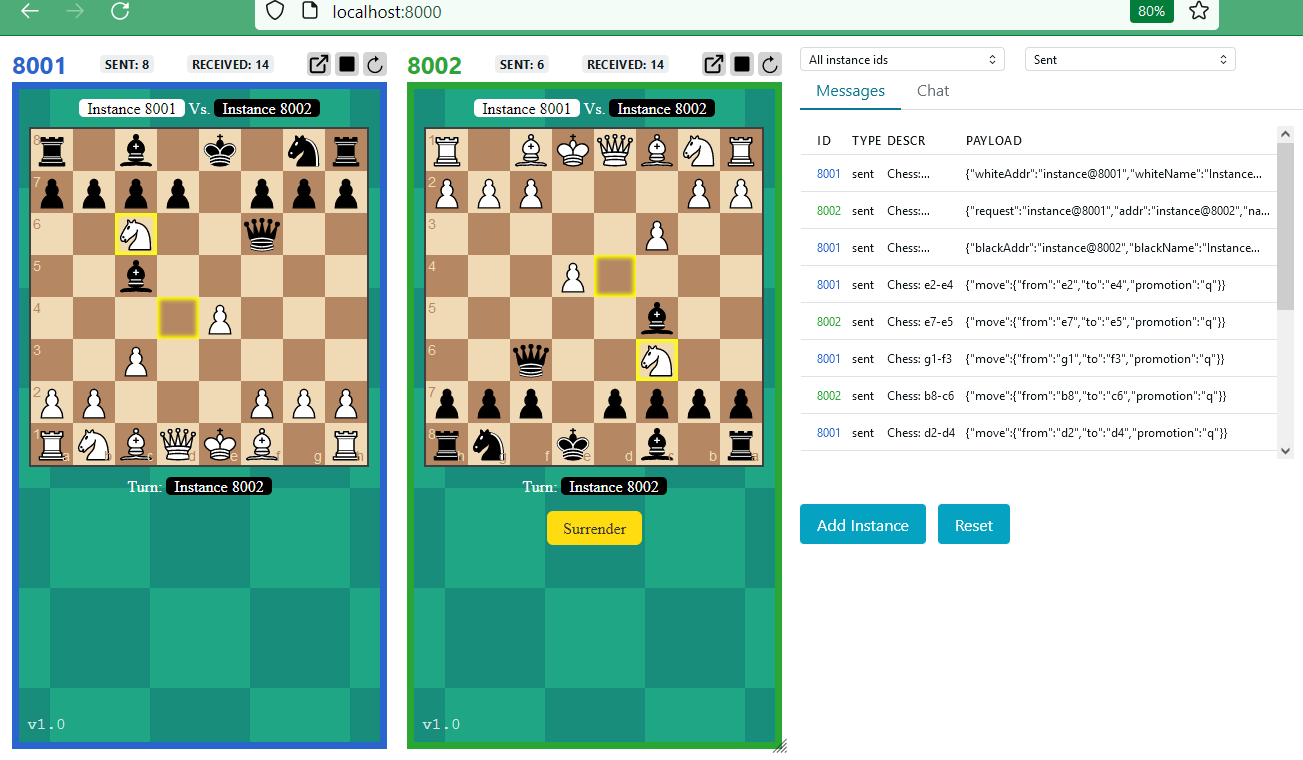 localhost:8000
80%
8001 SENT: 8 RECEIVED: 14
Instance 8001 Vs. Instance 8002
8
7
6
5
4
3
2
1
a b c d e f g h
Turn: Instance 8002
v1.0
8002 SENT: 6 RECEIVED: 14
Instance 8001 Vs. Instance 8002
1
2
3
4
5
6
7
8
h g f e d c b a
Turn: Instance 8002
Surrender
v1.0
All instance ids Sent
Messages Chat
ID TYPE DESCR PAYLOAD
8001 sent Chess:... {"whiteAddr":"instance@8001","whiteName":"Instance...
8002 sent Chess:... {"request":"instance@8001","addr":"instance@8002","na...
8001 sent Chess:... {"blackAddr":"instance@8002","blackName":"Instance...
8001 sent Chess: e2-e4 {"move":{"from":"e2","to":"e4","promotion":"q"}}
8002 sent Chess: e7-e5 {"move":{"from":"e7","to":"e5","promotion":"q"}}
8001 sent Chess: g1-f3 {"move":{"from":"g1","to":"f3","promotion":"q"}}
8002 sent Chess: b8-c6 {"move":{"from":"b8","to":"c6","promotion":"q"}}
8001 sent Chess: d2-d4 {"move":{"from":"d2","to":"d4","promotion":"q"}}
Add Instance Reset